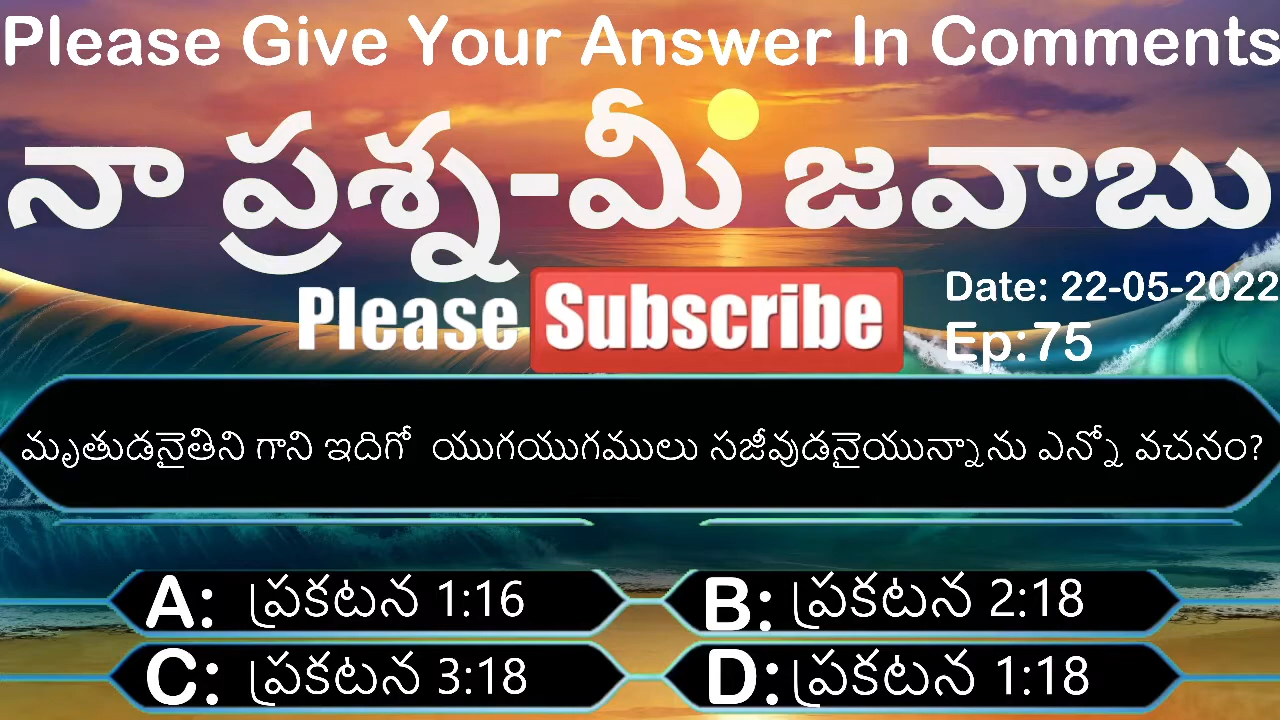 Please Give Your Answer In Comments
నా ప్రశ్న-మీ జవాబు
Please Subscribe
Date: 22-05-2022
Ep:75
మృతుడనైతిని గాని ఇదిగో యుగయుగములు సజీవుడనైయున్నాను ఎన్నో వచనం?
A: ప్రకటన 1:16
B: ప్రకటన 2:18
C: ప్రకటన 3:18
D: ప్రకటన 1:18